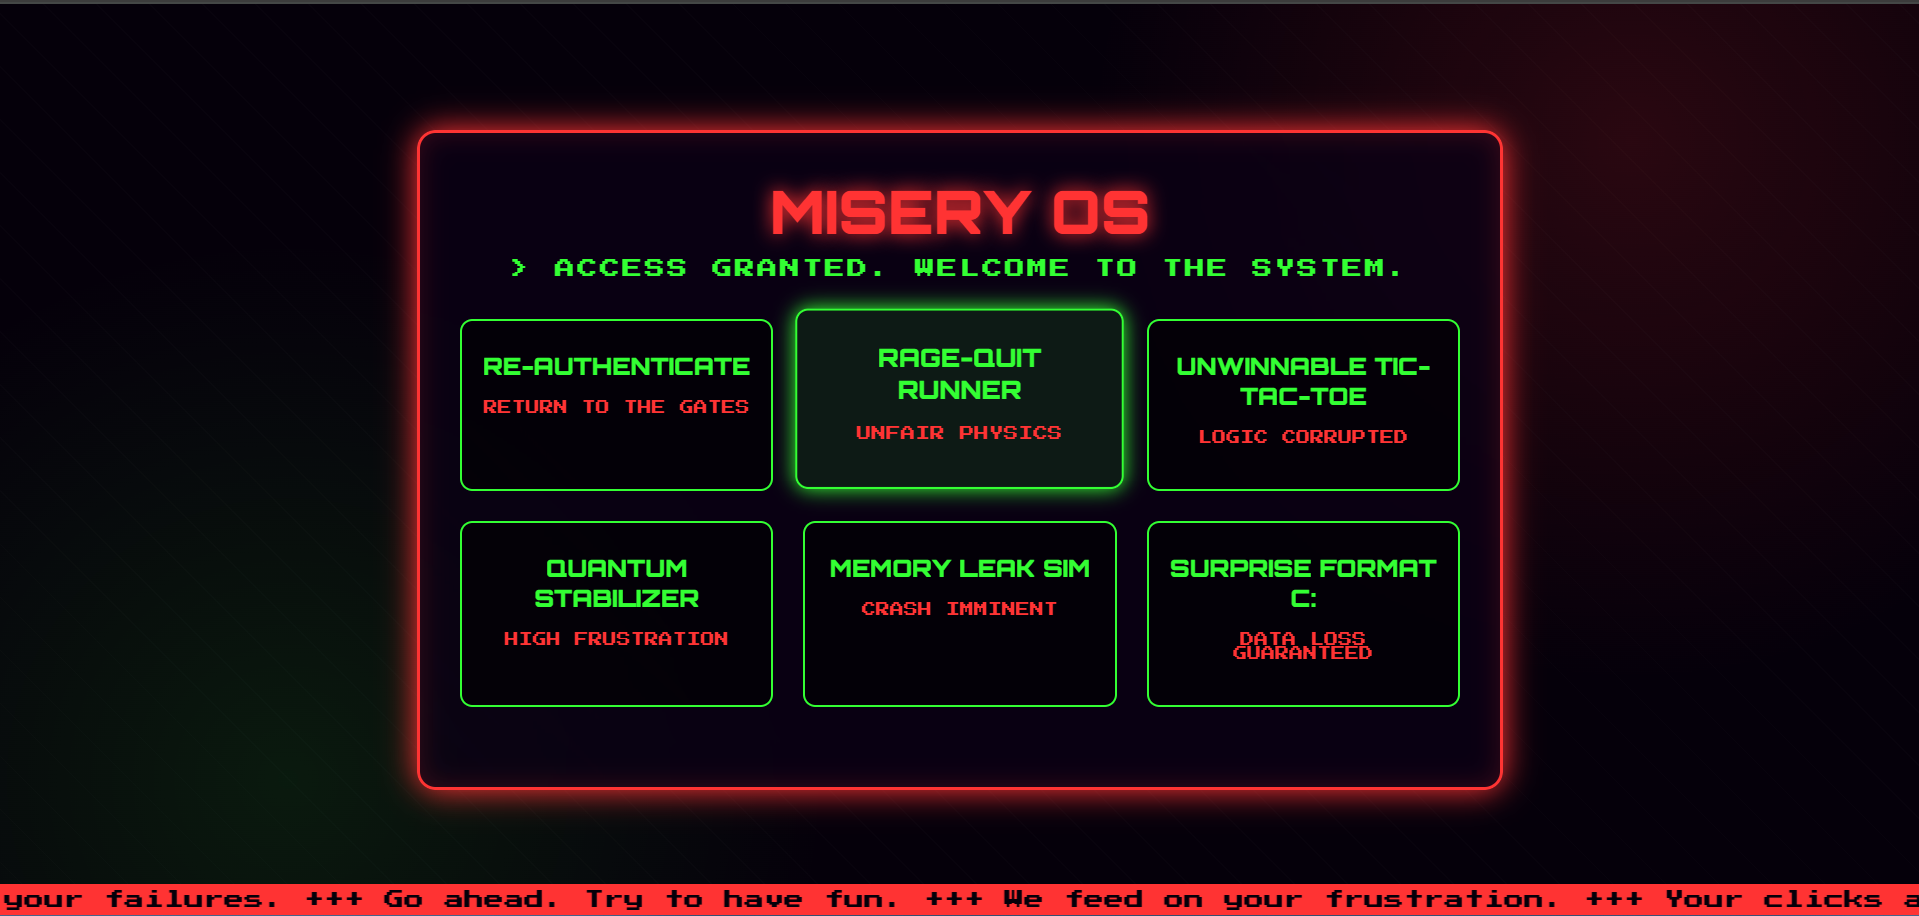 MISERY OS
> ACCESS GRANTED. WELCOME TO THE SYSTEM.
RE-AUTHENTICATE
RETURN TO THE GATES
RAGE-QUIT
RUNNER
UNFAIR PHYSICS
UNWINNABLE TIC-
TAC-TOE
LOGIC CORRUPTED
QUANTUM
STABILIZER
HIGH FRUSTRATION
MEMORY LEAK SIM
CRASH IMMINENT
SURPRISE FORMAT
C:
DATA LOSS
GUARANTEED
your failures. +++ Go ahead. Try to have fun. +++ We feed on your frustration. +++ Your clicks